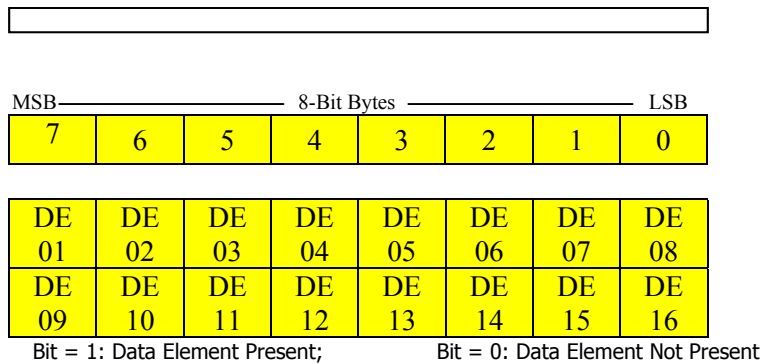 MSB 8-Bit Bytes LSB
7 6 5 4 3 2 1 0
DE DE DE DE DE DE DE DE
01 02 03 04 05 06 07 08
DE DE DE DE DE DE DE DE
09 10 11 12 13 14 15 16
Bit = 1: Data Element Present; Bit = 0: Data Element Not Present